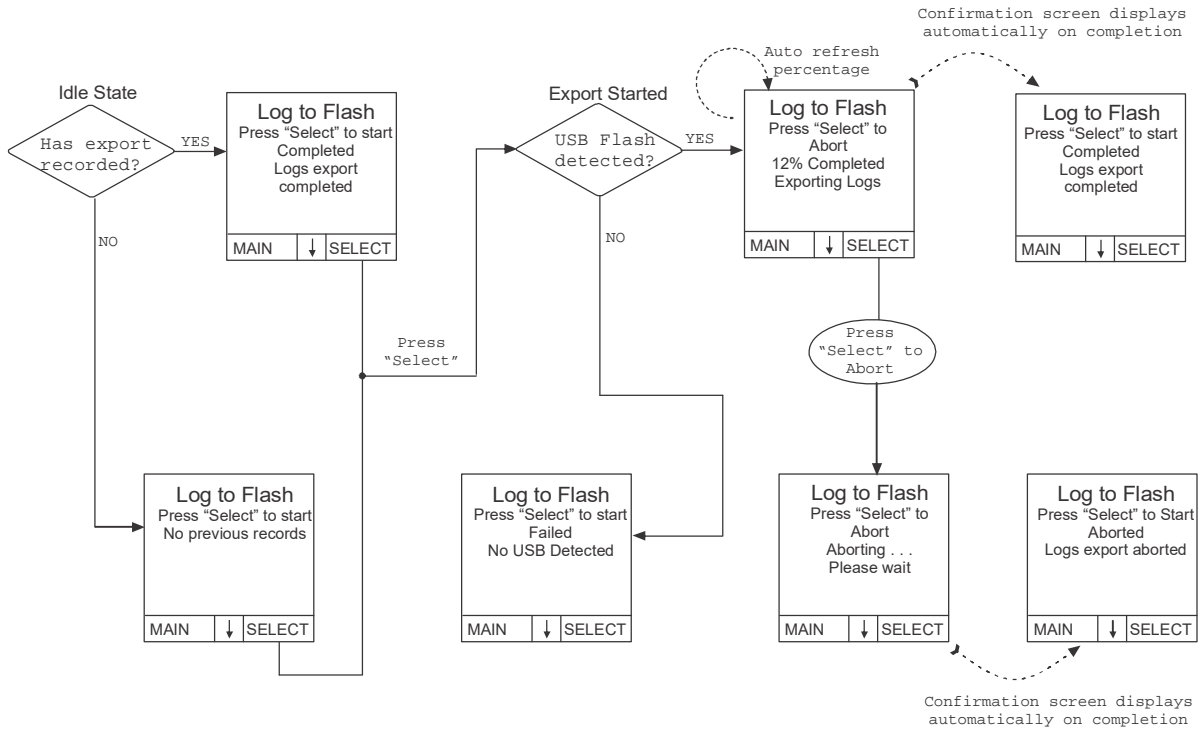 Confirmation screen displays
automatically on completion
Auto refresh
percentage
Idle State
Has export
recorded?
YES
NO
Log to Flash
Press “Select” to start
Completed
Logs export
completed
MAIN ↓ SELECT
Press
“Select”
Export Started
USB Flash
detected?
YES
NO
Log to Flash
Press “Select” to
Abort
12% Completed
Exporting Logs
MAIN ↓ SELECT
Log to Flash
Press “Select” to start
Completed
Logs export
completed
MAIN ↓ SELECT
Press
“Select” to
Abort
Log to Flash
Press “Select” to start
No previous records
MAIN ↓ SELECT
Log to Flash
Press “Select” to start
Failed
No USB Detected
MAIN ↓ SELECT
Log to Flash
Press “Select” to
Abort
Aborting . . .
Please wait
MAIN ↓ SELECT
Log to Flash
Press “Select” to Start
Aborted
Logs export aborted
MAIN ↓ SELECT
Confirmation screen displays
automatically on completion